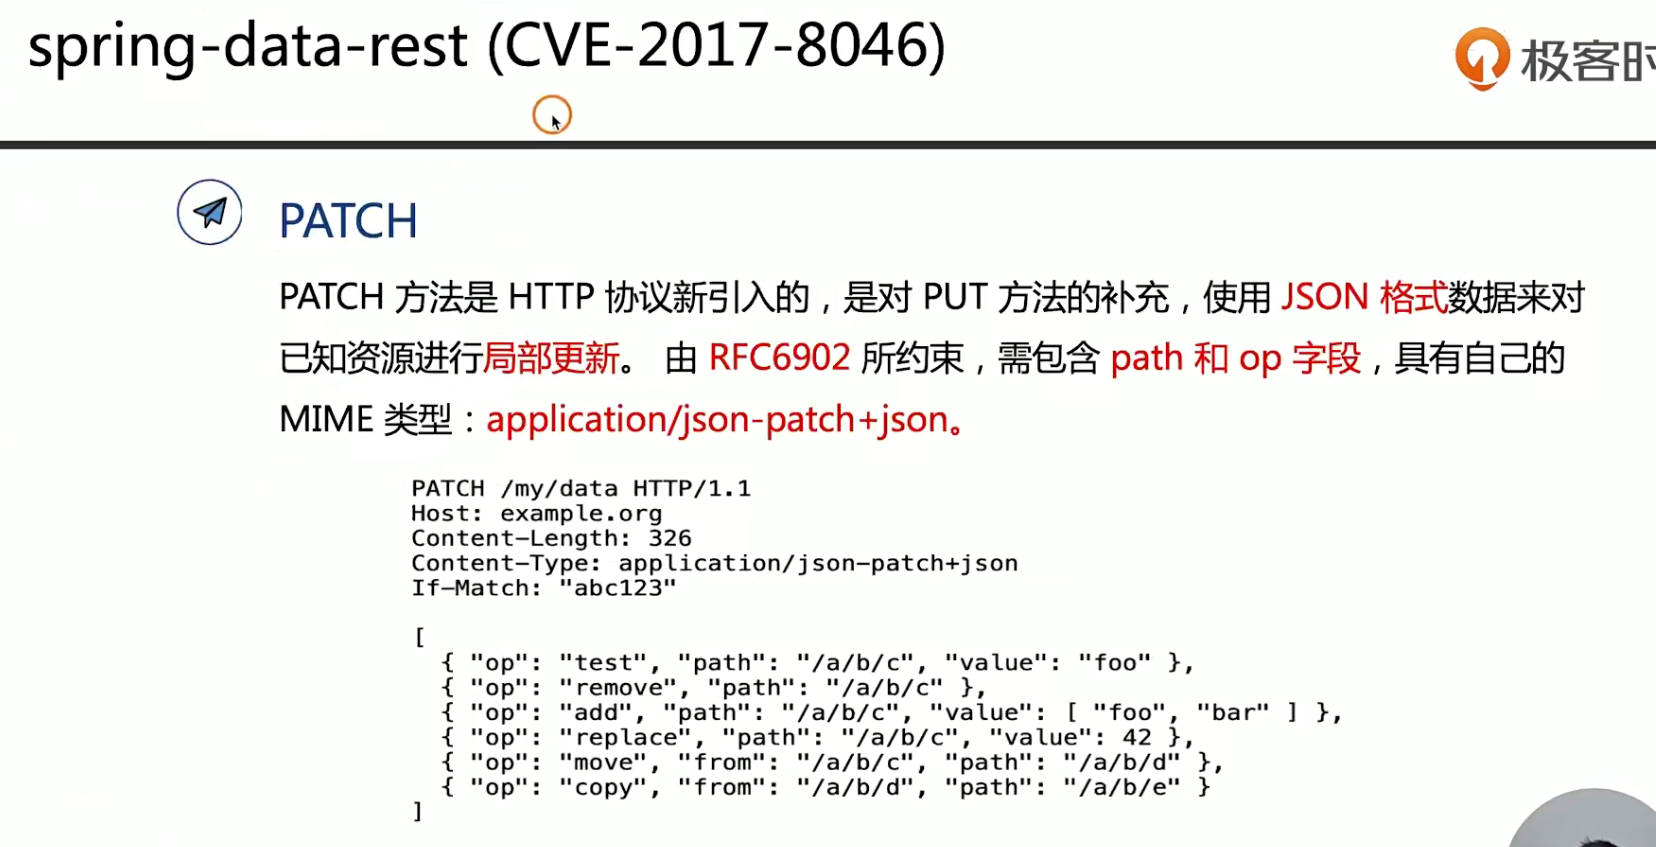 spring-data-rest (CVE-2017-8046)
极客时
PATCH
PATCH 方法是 HTTP 协议新引入的，是对 PUT 方法的补充，使用 JSON 格式数据来对
已知资源进行局部更新。 由 RFC6902 所约束，需包含 path 和 op 字段，具有自己的
MIME 类型：application/json-patch+json。
PATCH /my/data HTTP/1.1
Host: example.org
Content-Length: 326
Content-Type: application/json-patch+json
If-Match: "abc123"
[
{ "op": "test", "path": "/a/b/c", "value": "foo" },
{ "op": "remove", "path": "/a/b/c" },
{ "op": "add", "path": "/a/b/c", "value": [ "foo", "bar" ] },
{ "op": "replace", "path": "/a/b/c", "value": 42 },
{ "op": "move", "from": "/a/b/c", "path": "/a/b/d" },
{ "op": "copy", "from": "/a/b/d", "path": "/a/b/e" }
]